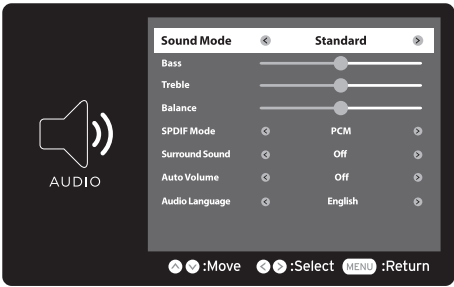 Sound Mode Standard
Bass
Treble
Balance
SPDIF Mode PCM
Surround Sound Off
Auto Volume Off
Audio Language English
AUDIO
:Move :Select MENU :Return